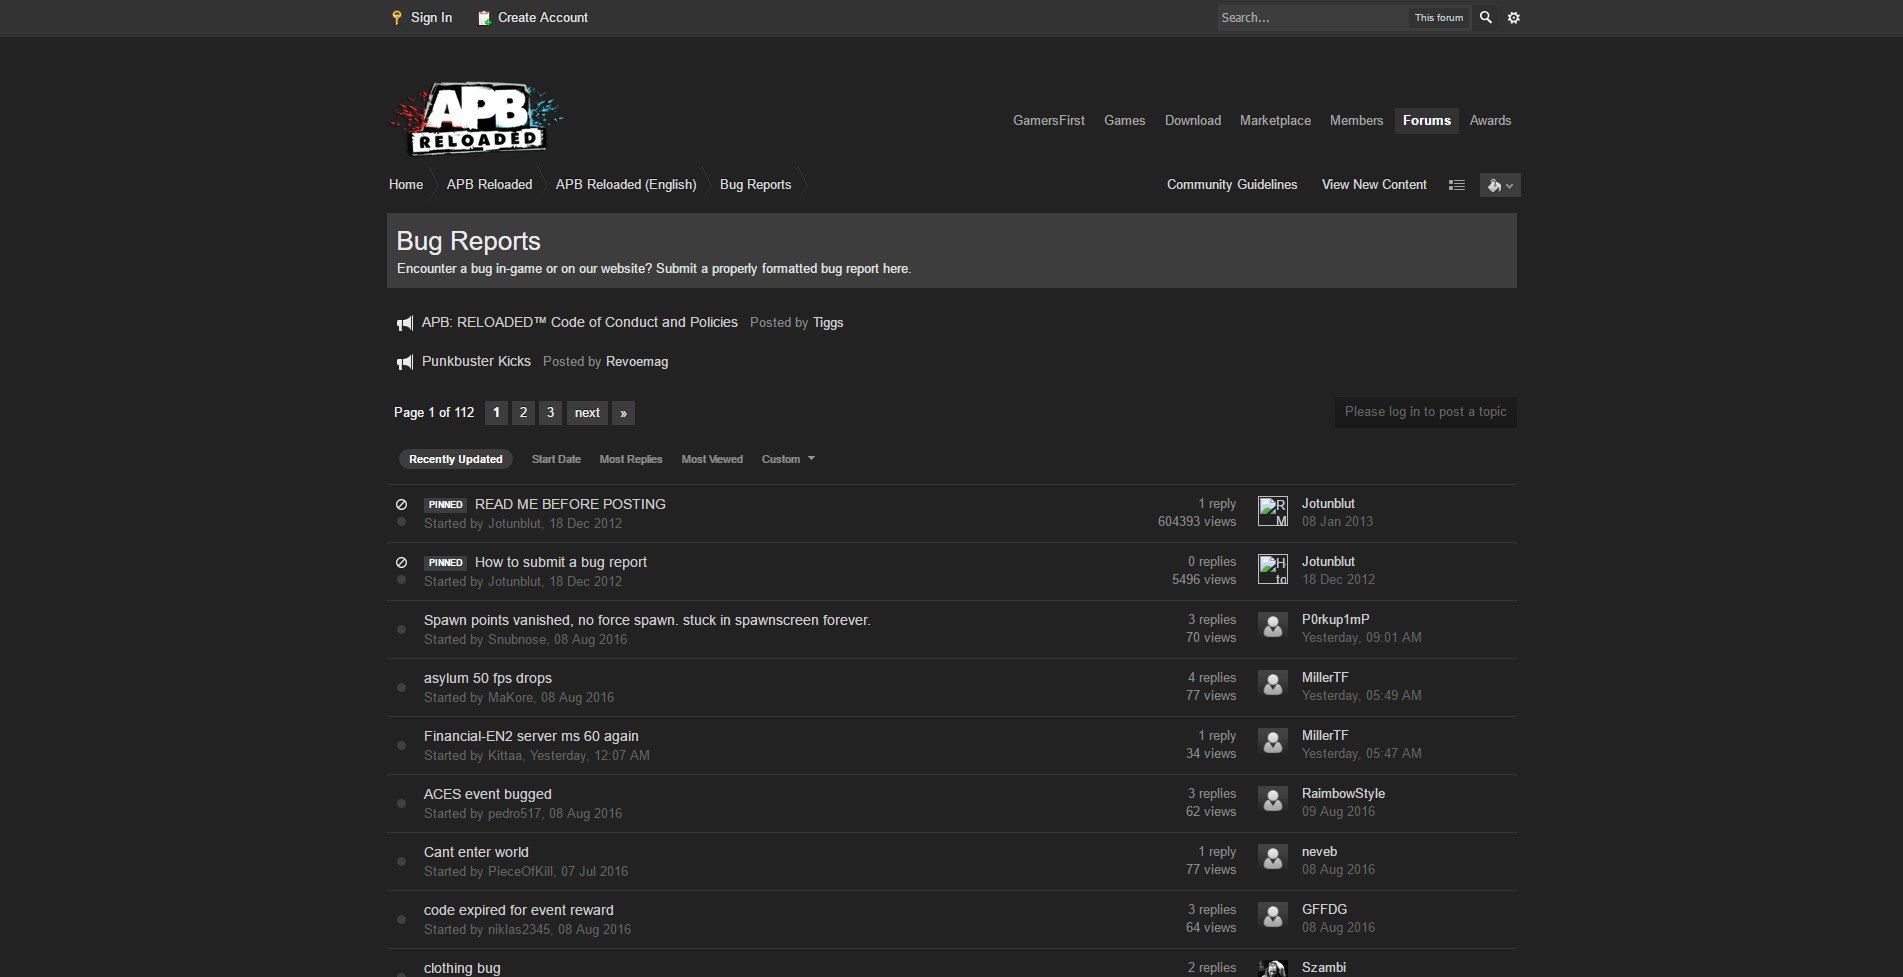 Sign In Create Account Search... This forum
APB
RELOADED
GamersFirst Games Download Marketplace Members Forums Awards
Home APB Reloaded APB Reloaded (English) Bug Reports Community Guidelines View New Content
Bug Reports
Encounter a bug in-game or on our website? Submit a properly formatted bug report here.
APB: RELOADED™ Code of Conduct and Policies Posted by Tiggs
Punkbuster Kicks Posted by Revoemag
Page 1 of 112 1 2 3 next » Please log in to post a topic
Recently Updated Start Date Most Replies Most Viewed Custom
PINNED READ ME BEFORE POSTING 1 reply R Jotunblut
Started by Jotunblut, 18 Dec 2012 604393 views M 08 Jan 2013
PINNED How to submit a bug report 0 replies H Jotunblut
Started by Jotunblut, 18 Dec 2012 5496 views to 18 Dec 2012
Spawn points vanished, no force spawn. stuck in spawnscreen forever. 3 replies P0rkup1mP
Started by Snubnose, 08 Aug 2016 70 views Yesterday, 09:01 AM
asylum 50 fps drops 4 replies MillerTF
Started by MaKore, 08 Aug 2016 77 views Yesterday, 05:49 AM
Financial-EN2 server ms 60 again 1 reply MillerTF
Started by Kittaa, Yesterday, 12:07 AM 34 views Yesterday, 05:47 AM
ACES event bugged 3 replies RaimbowStyle
Started by pedro517, 08 Aug 2016 62 views 09 Aug 2016
Cant enter world 1 reply neveb
Started by PieceOfKill, 07 Jul 2016 77 views 08 Aug 2016
code expired for event reward 3 replies GFFDG
Started by niklas2345, 08 Aug 2016 64 views 08 Aug 2016
clothing bug 2 replies Szambi